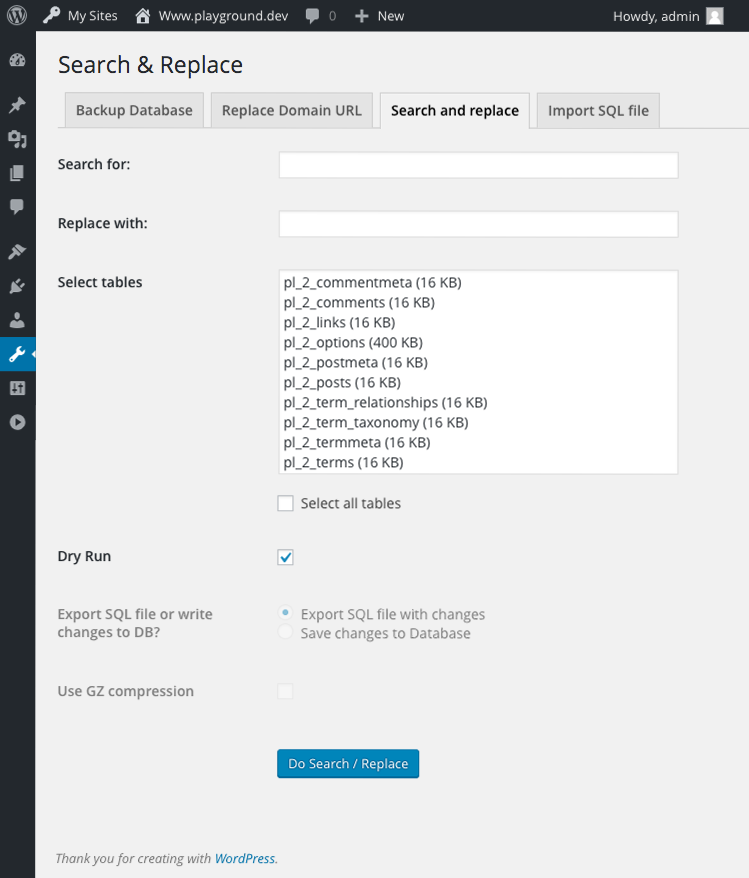 My Sites Www.playground.dev 0 New Howdy, admin
Search & Replace
Backup Database Replace Domain URL Search and replace Import SQL file
Search for:
Replace with:
Select tables
pl_2_commentmeta (16 KB)
pl_2_comments (16 KB)
pl_2_links (16 KB)
pl_2_options (400 KB)
pl_2_postmeta (16 KB)
pl_2_posts (16 KB)
pl_2_term_relationships (16 KB)
pl_2_term_taxonomy (16 KB)
pl_2_termmeta (16 KB)
pl_2_terms (16 KB)
Select all tables
Dry Run
Export SQL file or write
changes to DB?
Export SQL file with changes
Save changes to Database
Use GZ compression
Do Search / Replace
Thank you for creating with WordPress.